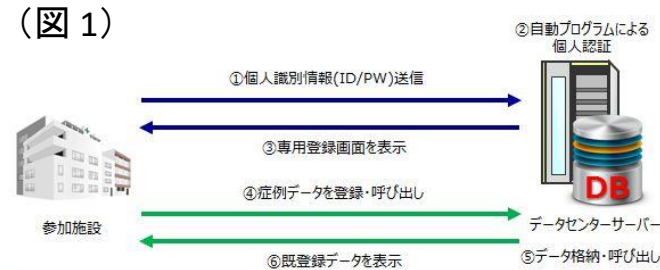 （図 1）
②自動プログラムによる
個人認証
①個人識別情報(ID/PW)送信
③専用登録画面を表示
④症例データを登録・呼び出し
DB
参加施設
データセンターサーバー
⑥既登録データを表示
⑤データ格納・呼び出し